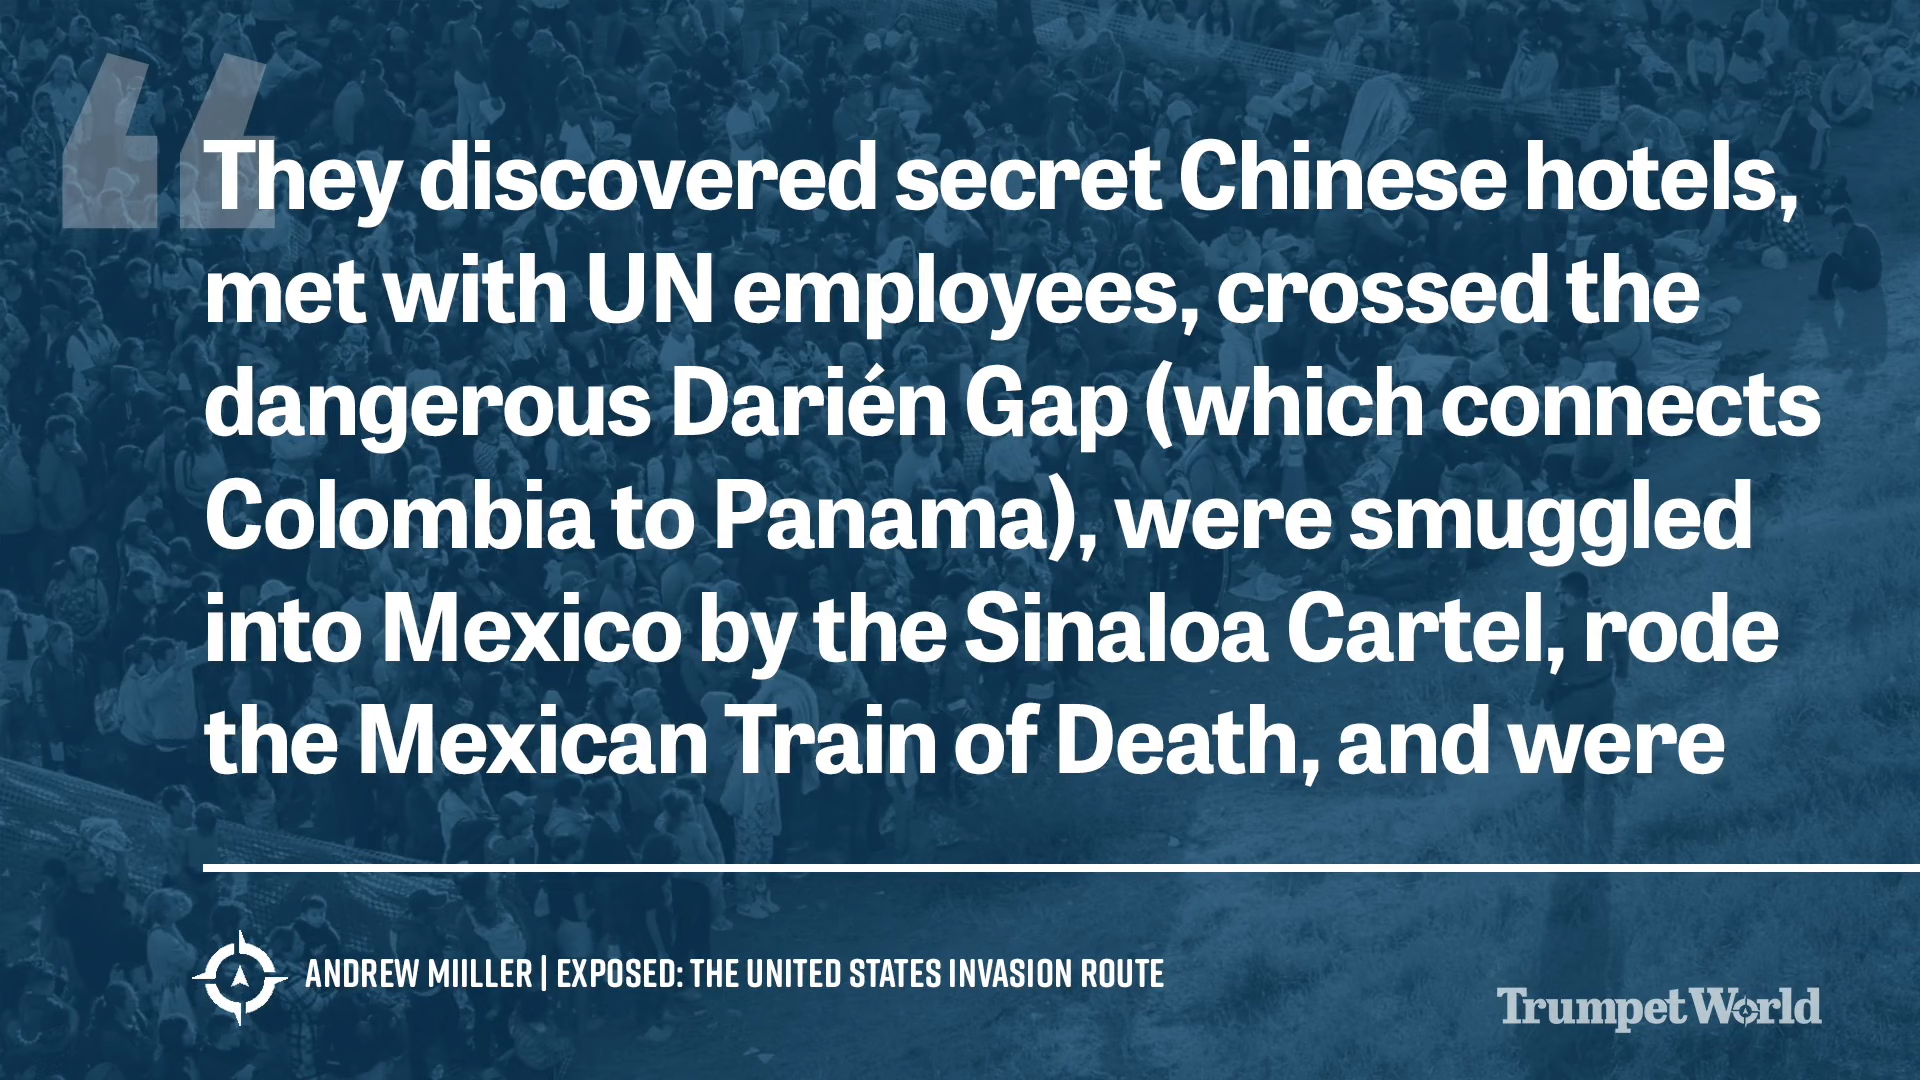 “
They discovered secret Chinese hotels,
met with UN employees, crossed the
dangerous Darién Gap (which connects
Colombia to Panama), were smuggled
into Mexico by the Sinaloa Cartel, rode
the Mexican Train of Death, and were
ANDREW MIILLER | EXPOSED: THE UNITED STATES INVASION ROUTE
Trumpet World